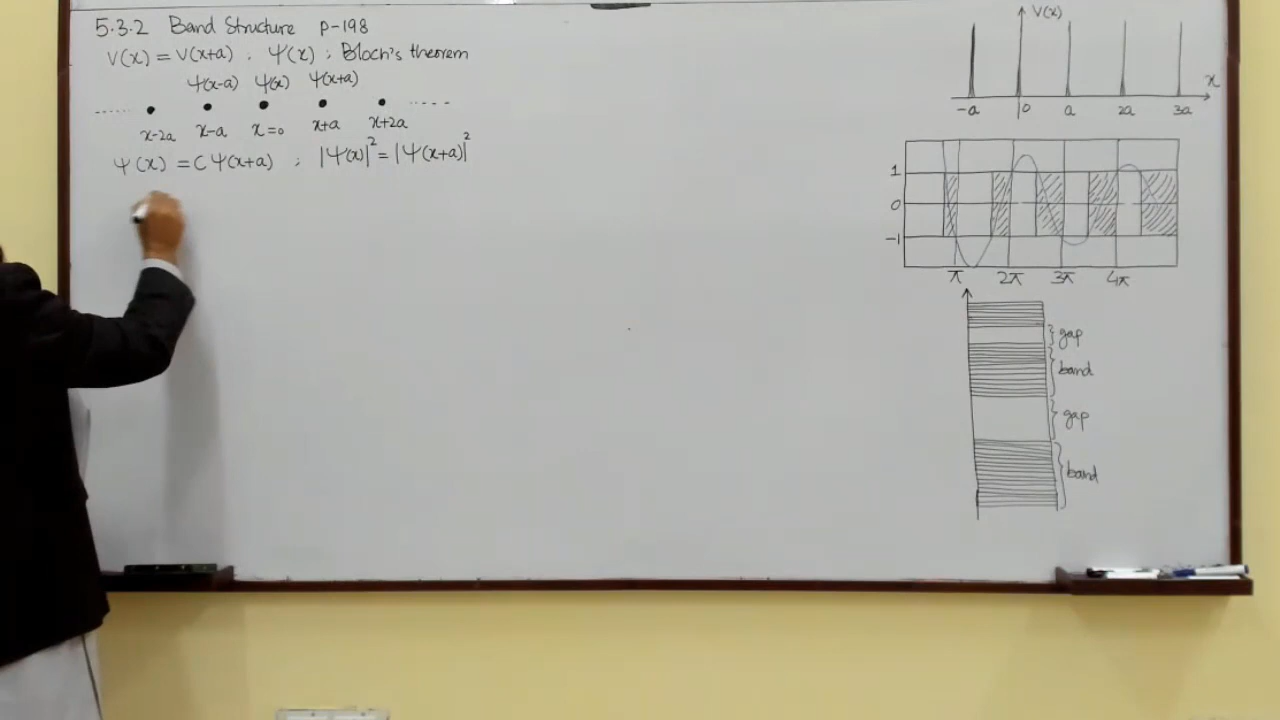 5.3.2 Band Structure P-198
V(x) = V(x+a) , Ψ(x) ; Bloch's theorem
Ψ(x-a) Ψ(x) Ψ(x+a)
..... .....
x-2a x-a x=0 x+a x+2a
Ψ(x) = C Ψ(x+a) ; |Ψ(x)|² = |Ψ(x+a)|²
V(x)
x
-a 0 a 2a 3a
1
0
-1
π 2π 3π 4π
gap
band
gap
band